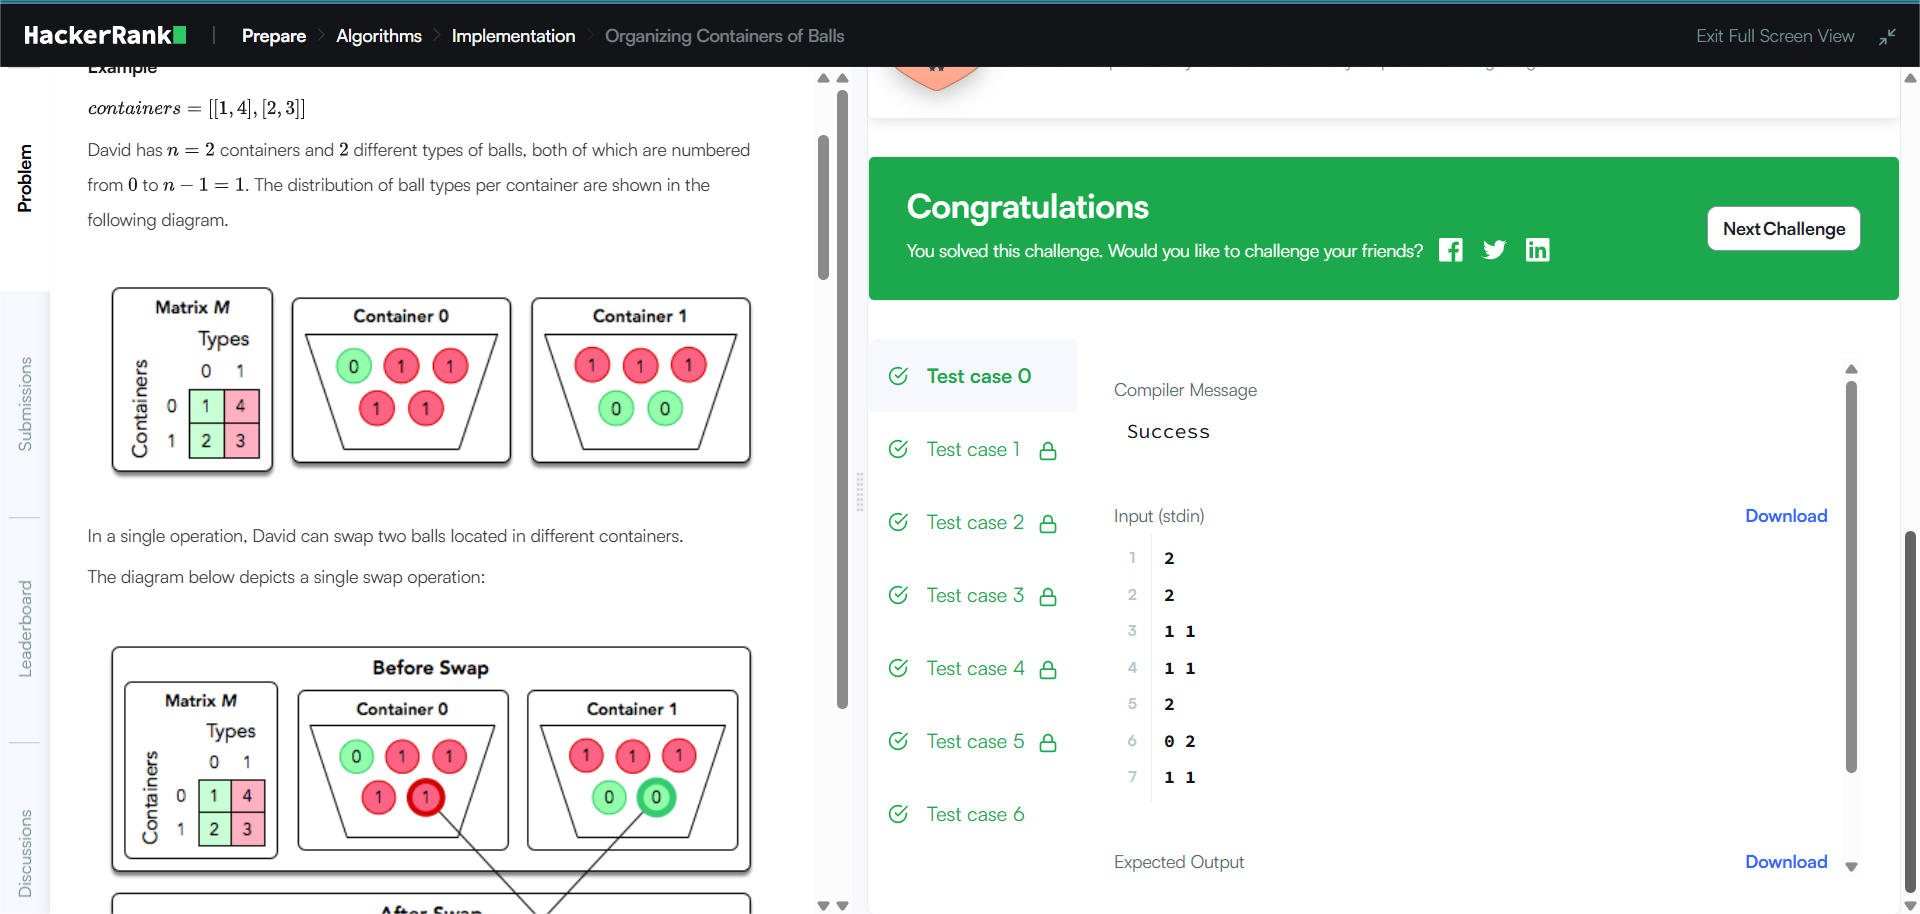 HackerRank
Prepare
Algorithms
Implementation
Organizing Containers of Balls
Exit Full Screen View
Problem
Submissions
Leaderboard
Discussions
Example
containers = [[1, 4], [2, 3]]
David has n = 2 containers and 2 different types of balls, both of which are numbered
from 0 to n − 1 = 1. The distribution of ball types per container are shown in the
following diagram.
Matrix M
Types
0 1
Containers
0 1 4
1 2 3
Container 0
0 1 1
1 1
Container 1
1 1 1
0 0
In a single operation, David can swap two balls located in different containers.
The diagram below depicts a single swap operation:
Before Swap
Matrix M
Types
0 1
Containers
0 1 4
1 2 3
Container 0
0 1 1
1 1
Container 1
1 1 1
0 0
After Swap
Congratulations
You solved this challenge. Would you like to challenge your friends?
Next Challenge
Test case 0
Test case 1
Test case 2
Test case 3
Test case 4
Test case 5
Test case 6
Compiler Message
Success
Input (stdin)
Download
1 2
2 2
3 1 1
4 1 1
5 2
6 0 2
7 1 1
Expected Output
Download